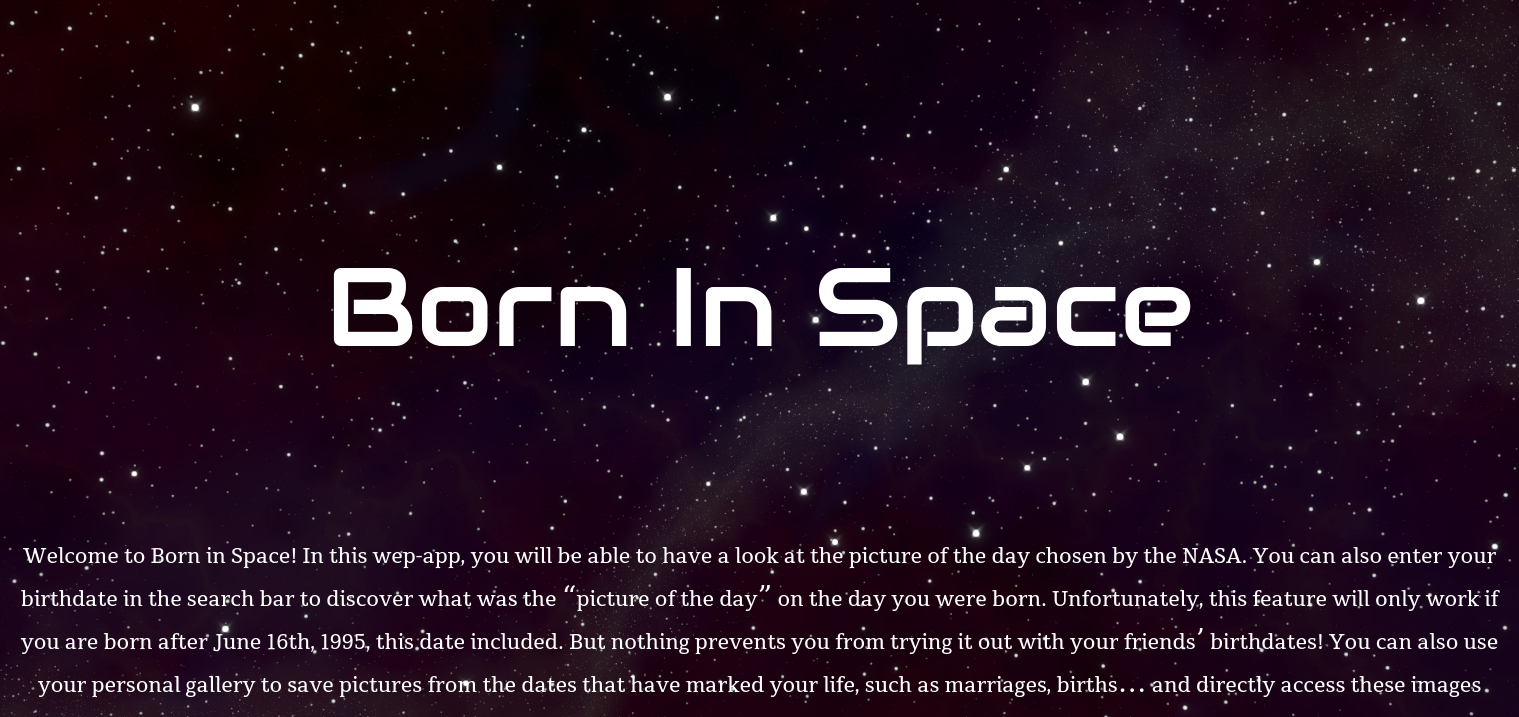 Born In Space
Welcome to Born in Space! In this wep-app, you will be able to have a look at the picture of the day chosen by the NASA. You can also enter your
birthdate in the search bar to discover what was the “picture of the day” on the day you were born. Unfortunately, this feature will only work if
you are born after June 16th, 1995, this date included. But nothing prevents you from trying it out with your friends’ birthdates! You can also use
your personal gallery to save pictures from the dates that have marked your life, such as marriages, births... and directly access these images.